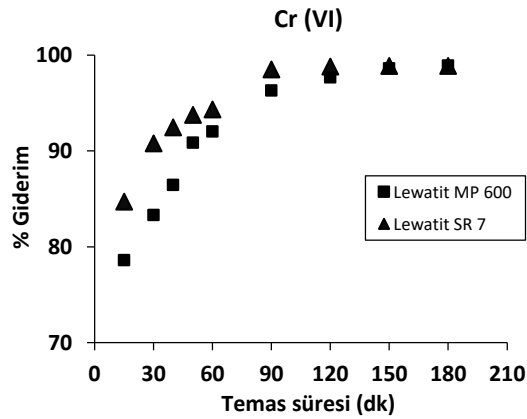 Cr (VI)
100
90
80
70
% Giderim
Lewatit MP 600
Lewatit SR 7
0 30 60 90 120 150 180 210
Temas süresi (dk)